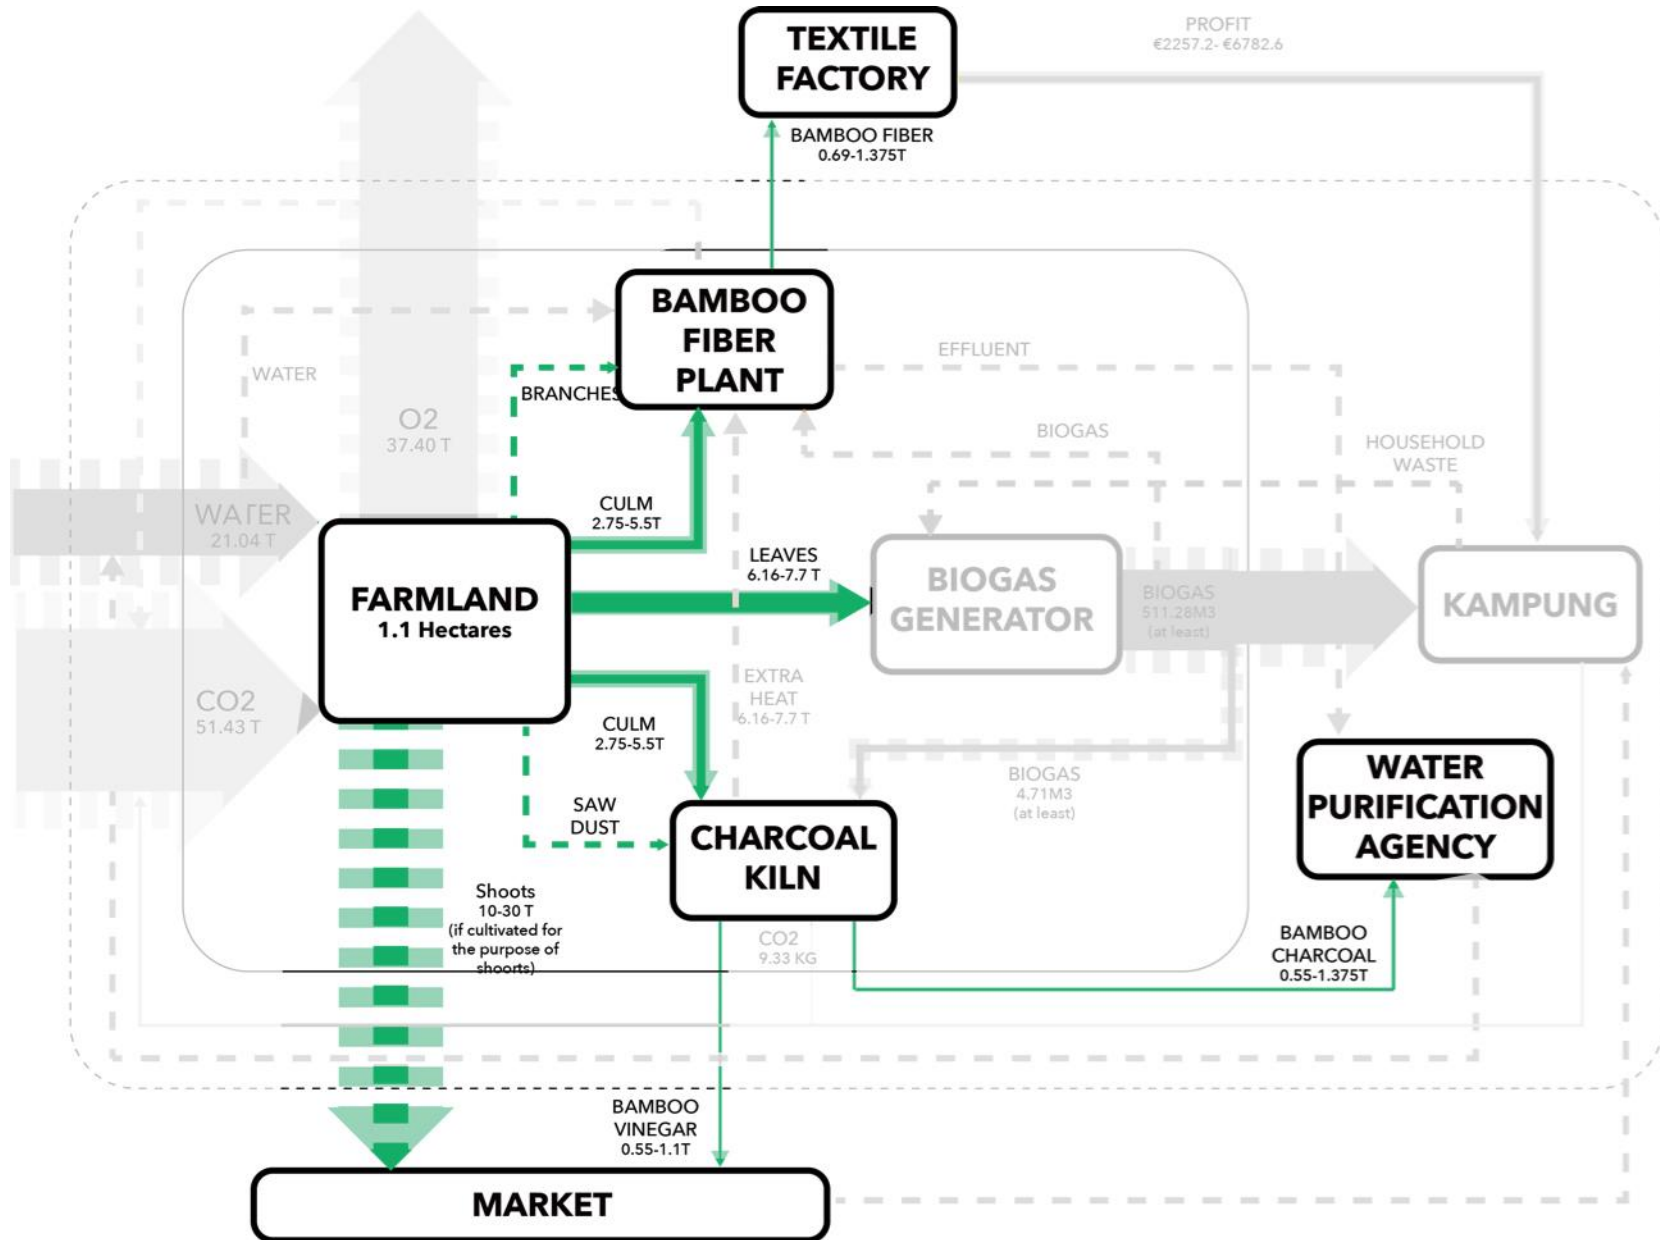 TEXTILE
FACTORY
PROFIT
€2257.2- €6782.6
BAMBOO FIBER
0.69-1.375T
BAMBOO
FIBER
PLANT
WATER
BRANCHES
EFFLUENT
O2
37.40 T
BIOGAS
HOUSEHOLD
WASTE
WATER
21.04 T
CULM
2.75-5.5T
LEAVES
6.16-7.7 T
FARMLAND
1.1 Hectares
BIOGAS
GENERATOR
BIOGAS
511.28M3
(at least)
KAMPUNG
CO2
51.43 T
EXTRA
HEAT
6.16-7.7 T
CULM
2.75-5.5T
BIOGAS
4.71M3
(at least)
WATER
PURIFICATION
AGENCY
SAW
DUST
CHARCOAL
KILN
Shoots
10-30 T
(if cultivated for
the purpose of
shoorts)
CO2
9.33 KG
BAMBOO
CHARCOAL
0.55-1.375T
BAMBOO
VINEGAR
0.55-1.1T
MARKET